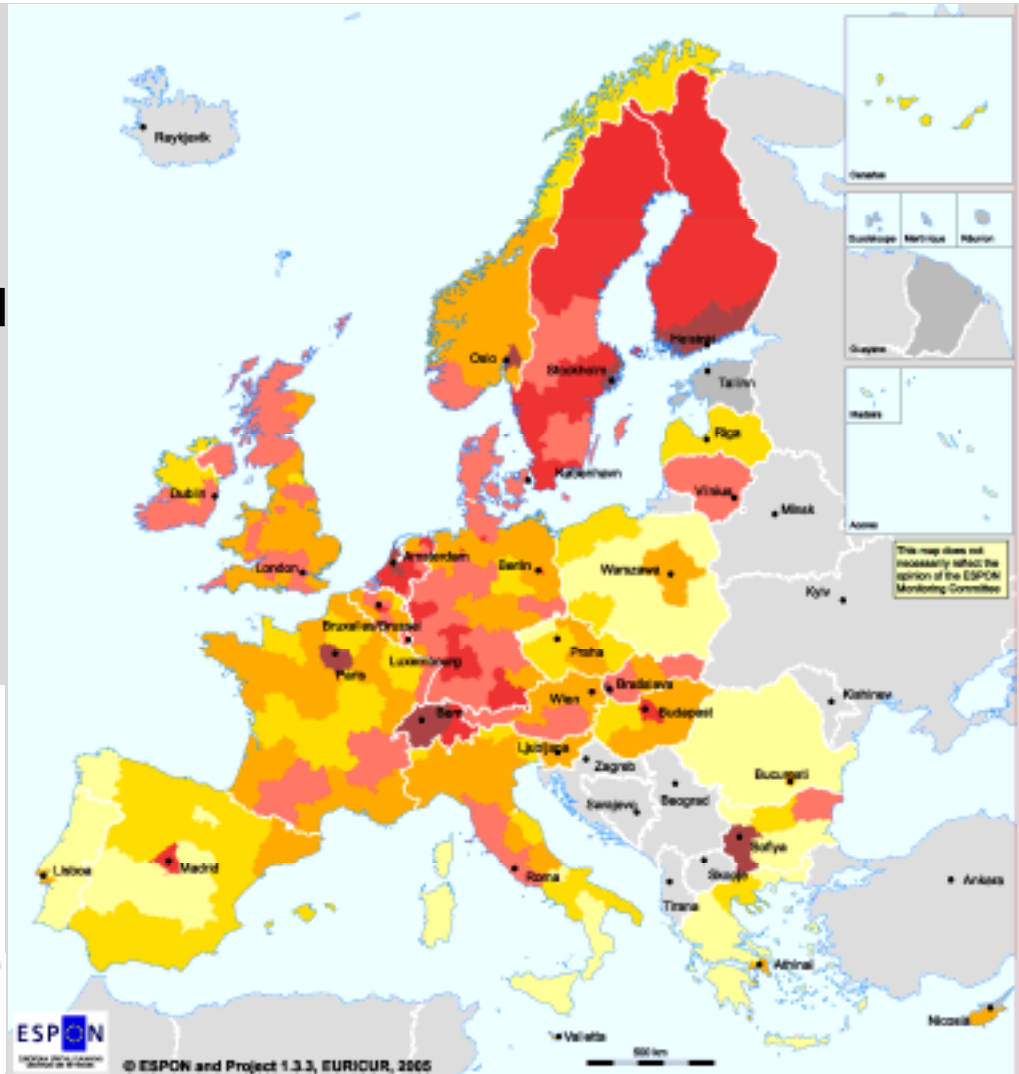 Canarias
Reykjavik
Guadeloupe
Martinique
Réunion
Guyane
Helsinki
Oslo
Stockholm
Tallinn
Madeira
Riga
København
Vilnius
Dublin
Minsk
Acores
Amsterdam
London
Berlin
Warszawa
This map does not
necessarily reflect the
opinion of the ESPON
Monitoring Committee
Kyiv
Bruxelles/Brussel
Praha
Luxembourg
Paris
Bratislava
Wien
Kishinev
Bern
Budapest
Ljubljana
Zagreb
Bucuresti
Sarajevo
Beograd
Sofiya
Lisboa
Madrid
Roma
Skopje
Ankara
Tirana
Athinai
Nicosia
ESPON
Valletta
500 km
© ESPON and Project 1.3.3, EURICUR, 2005